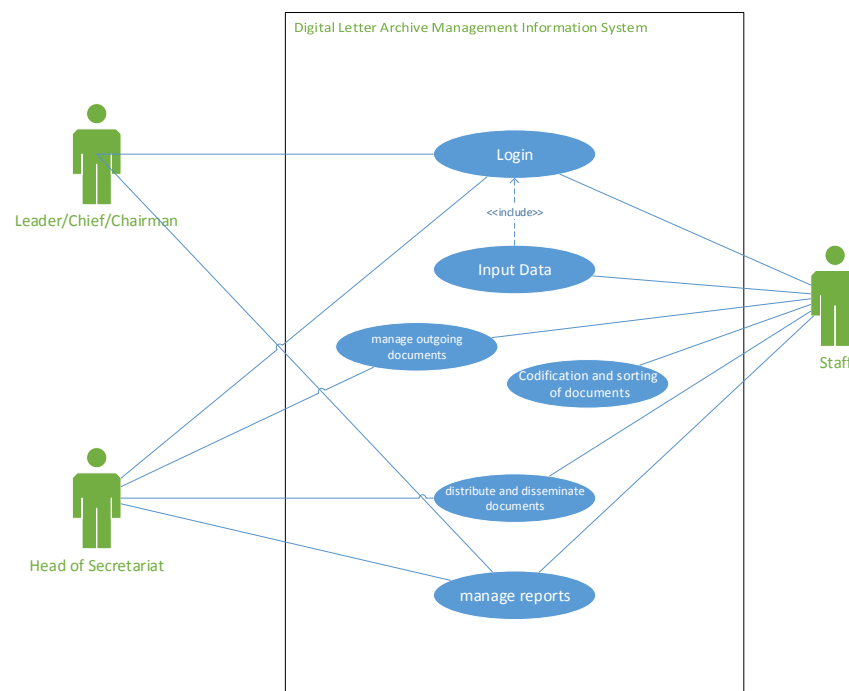 Digital Letter Archive Management Information System
Login
Leader/Chief/Chairman
<<include>>
Input Data
manage outgoing
documents
Staff
Codification and sorting
of documents
distribute and disseminate
documents
Head of Secretariat
manage reports